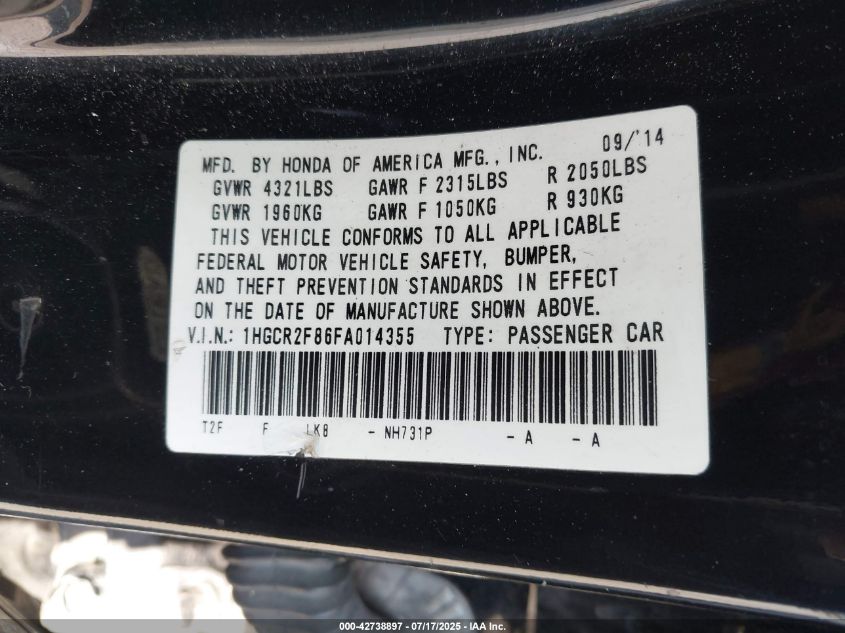 MFD. BY HONDA OF AMERICA MFG., INC. 09/'14
GVWR 4321LBS GAWR F 2315LBS R 2050LBS
GVWR 1960KG GAWR F 1050KG R 930KG
THIS VEHICLE CONFORMS TO ALL APPLICABLE
FEDERAL MOTOR VEHICLE SAFETY, BUMPER,
AND THEFT PREVENTION STANDARDS IN EFFECT
ON THE DATE OF MANUFACTURE SHOWN ABOVE.
V.I.N.: 1HGCR2F86FA014355 TYPE: PASSENGER CAR
T2F F LK8 - NH731P - A - A
000-42738897 - 07/17/2025 - IAA Inc.